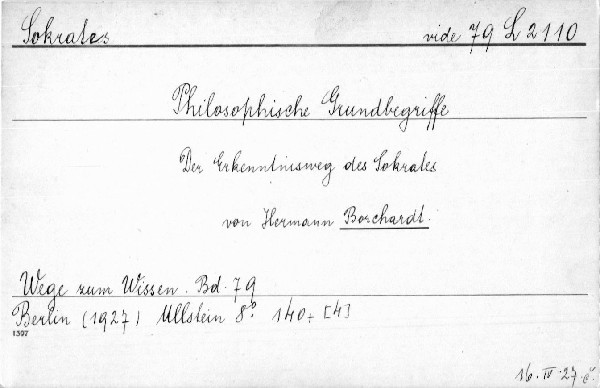 Sokrates vide 79 L 2110
Philosophische Grundbegriffe
Der Erkenntnisweg des Sokrates
von Hermann Borchardt.
Wege zum Wissen. Bd. 79
Berlin (1927) Ullstein 8° 140, [4]
1397
16. IV. 27.